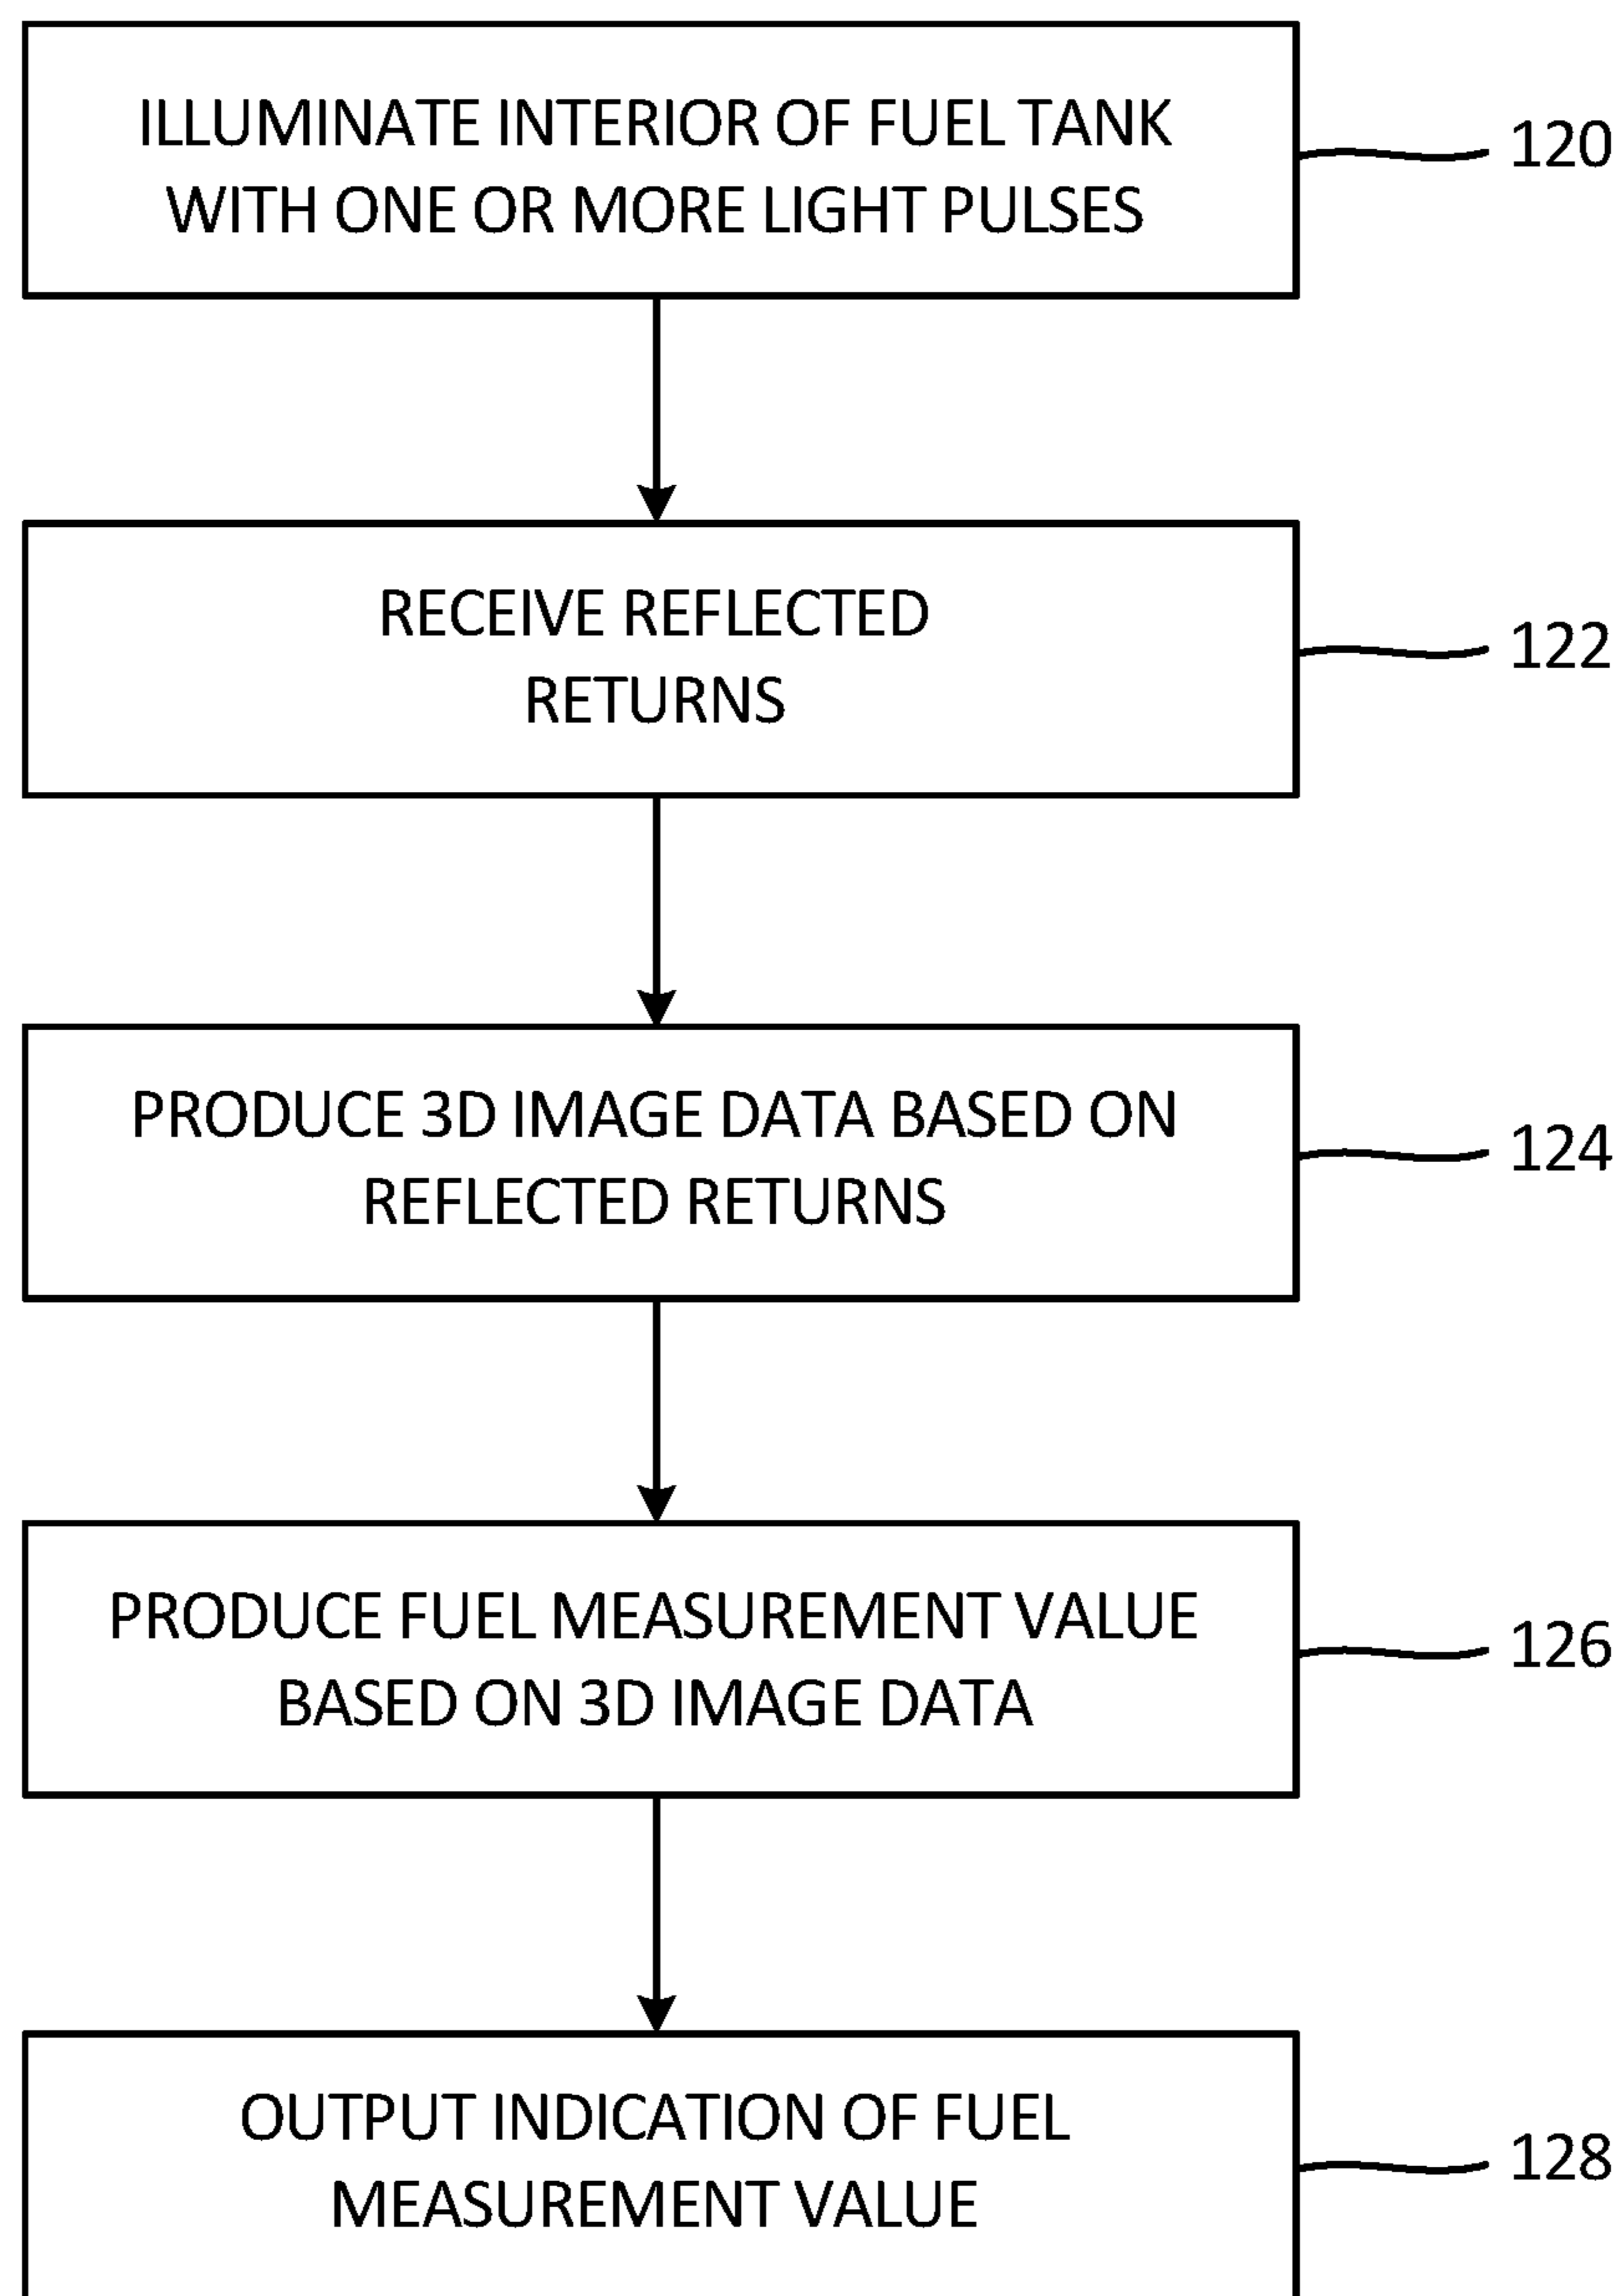 ILLUMINATE INTERIOR OF FUEL TANK
WITH ONE OR MORE LIGHT PULSES
120
RECEIVE REFLECTED
RETURNS
122
PRODUCE 3D IMAGE DATA BASED ON
REFLECTED RETURNS
124
PRODUCE FUEL MEASUREMENT VALUE
BASED ON 3D IMAGE DATA
126
OUTPUT INDICATION OF FUEL
MEASUREMENT VALUE
128